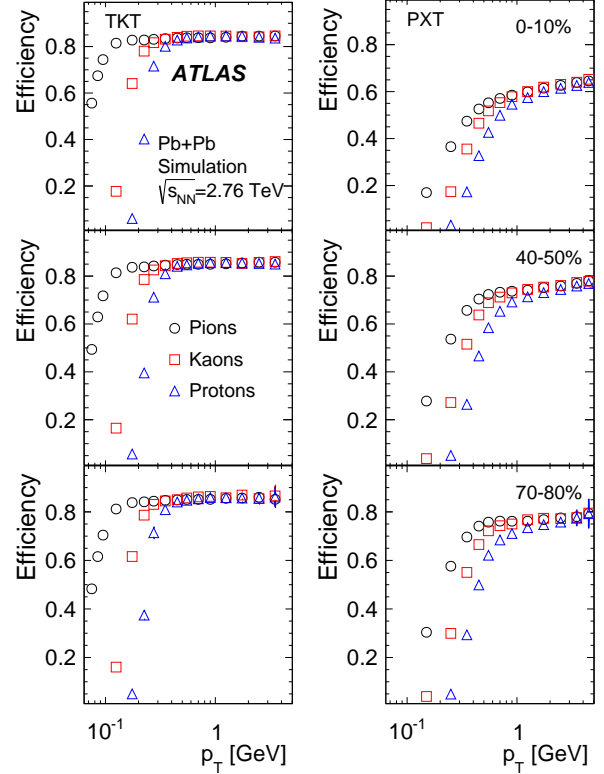 TKT
PXT
0-10%
ATLAS
Pb+Pb
Simulation
√s_NN=2.76 TeV
Efficiency
0.8
0.6
0.4
0.2
Efficiency
0.8
0.6
0.4
0.2
40-50%
Pions
Kaons
Protons
Efficiency
0.8
0.6
0.4
0.2
Efficiency
0.8
0.6
0.4
0.2
70-80%
Efficiency
0.8
0.6
0.4
0.2
Efficiency
0.8
0.6
0.4
0.2
10⁻¹
1
p_T [GeV]
10⁻¹
1
p_T [GeV]